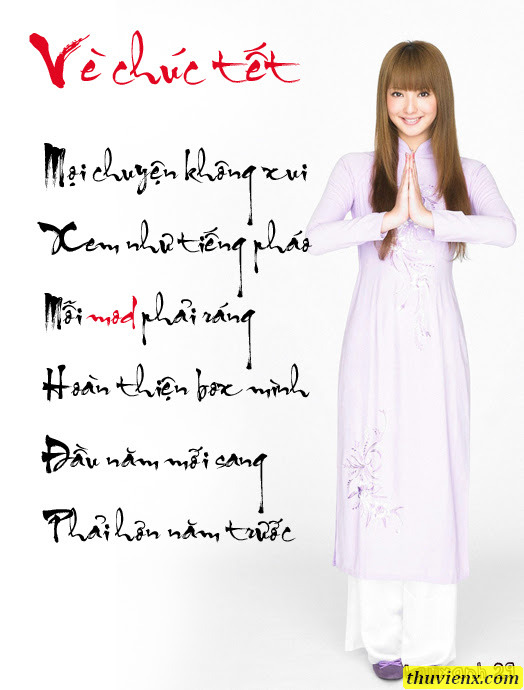 Vè chúc tết
Mọi chuyện không xui
Xem như tiếng pháo
Mỗi mod phải ráng
Hoàn thiện box mình
Đầu năm mới sang
Phải hơn năm trước
thuvienx.com